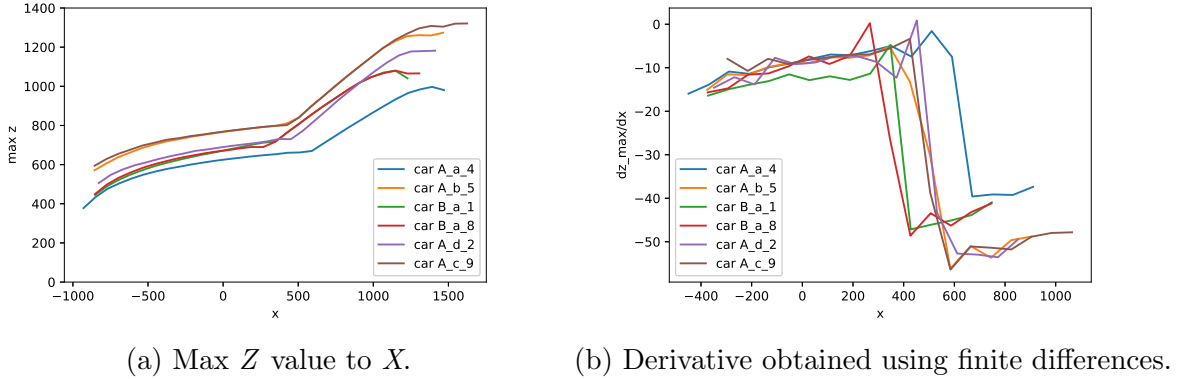 1400
1200
1000
800
600
400
200
0
max z
−1000
−500
0
500
1000
1500
x
car A_a_4
car A_b_5
car B_a_1
car B_a_8
car A_d_2
car A_c_9
(a) Max Z value to X.
0
−10
−20
−30
−40
−50
dz_max/dx
−400
−200
0
200
400
600
800
1000
x
car A_a_4
car A_b_5
car B_a_1
car B_a_8
car A_d_2
car A_c_9
(b) Derivative obtained using finite differences.